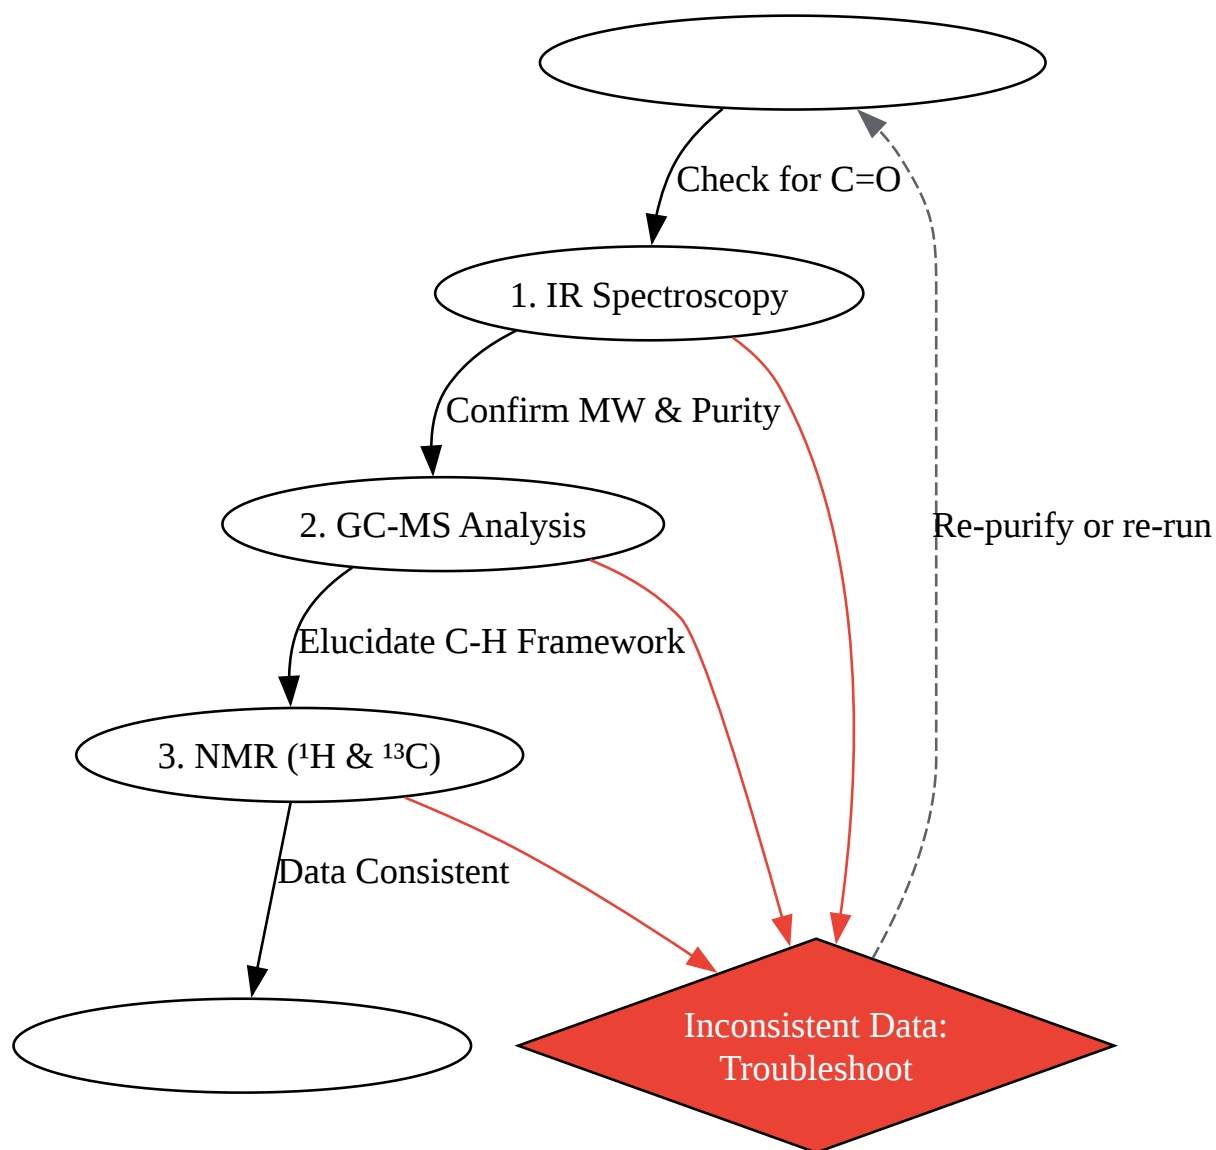 Check for C=O
1. IR Spectroscopy
Confirm MW & Purity
2. GC-MS Analysis
Re-purify or re-run
Elucidate C-H Framework
3. NMR (¹H & ¹³C)
Data Consistent
Inconsistent Data:
Troubleshoot